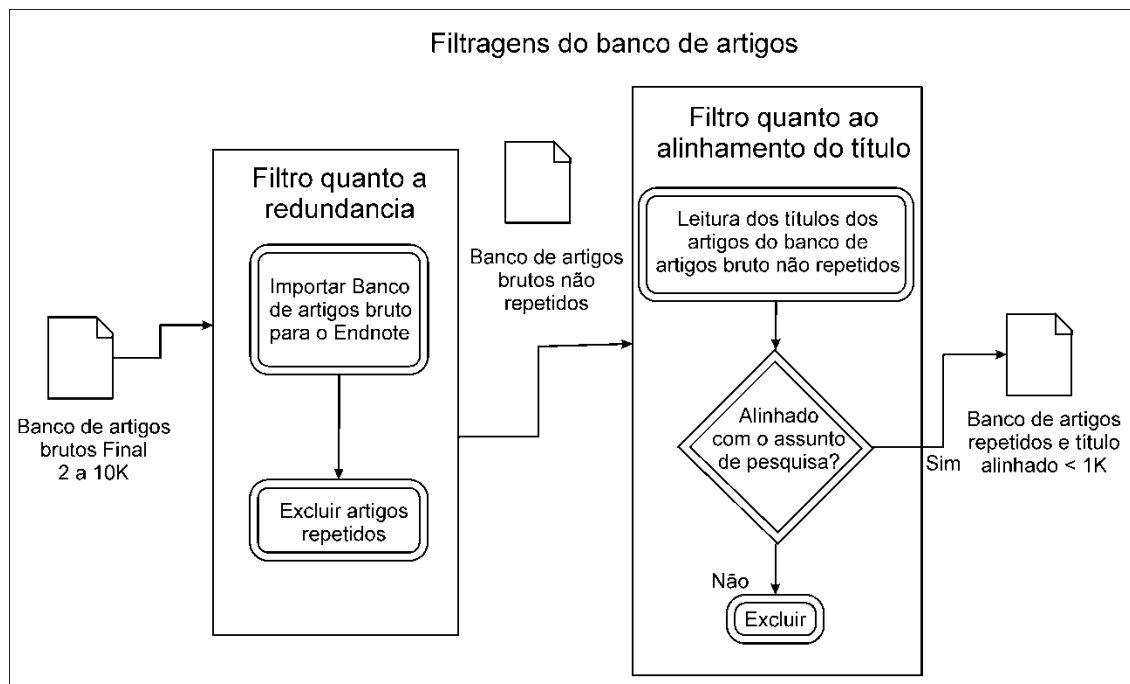 Filtragens do banco de artigos
Banco de artigos
brutos Final
2 a 10K
Filtro quanto a
redundancia
Importar Banco
de artigos bruto
para o Endnote
Excluir artigos
repetidos
Banco de artigos
brutos não
repetidos
Filtro quanto ao
alinhamento do título
Leitura dos títulos dos
artigos do banco de
artigos bruto não repetidos
Alinhado
com o assunto
de pesquisa?
Não
Excluir
Sim
Banco de artigos
repetidos e título
alinhado < 1K